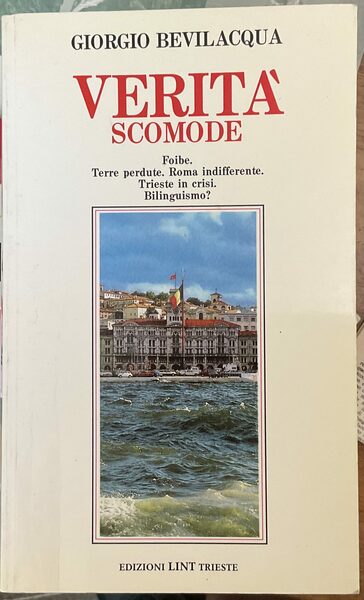 GIORGIO BEVILACQUA
VERITÀ
SCOMODE
Foibe.
Terre perdute. Roma indifferente.
Trieste in crisi.
Bilinguismo?
EDIZIONI LINT TRIESTE